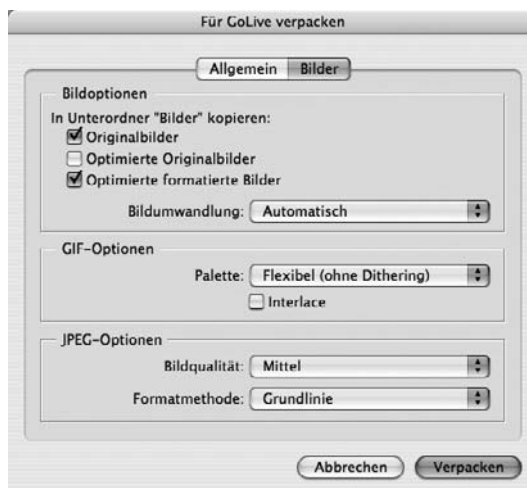 Für GoLive verpacken
Allgemein Bilder
Bildoptionen
In Unterordner "Bilder" kopieren:
Originalbilder
Optimierte Originalbilder
Optimierte formatierte Bilder
Bildumwandlung: Automatisch
GIF-Optionen
Palette: Flexibel (ohne Dithering)
Interlace
JPEG-Optionen
Bildqualität: Mittel
Formatmethode: Grundlinie
Abbrechen Verpacken